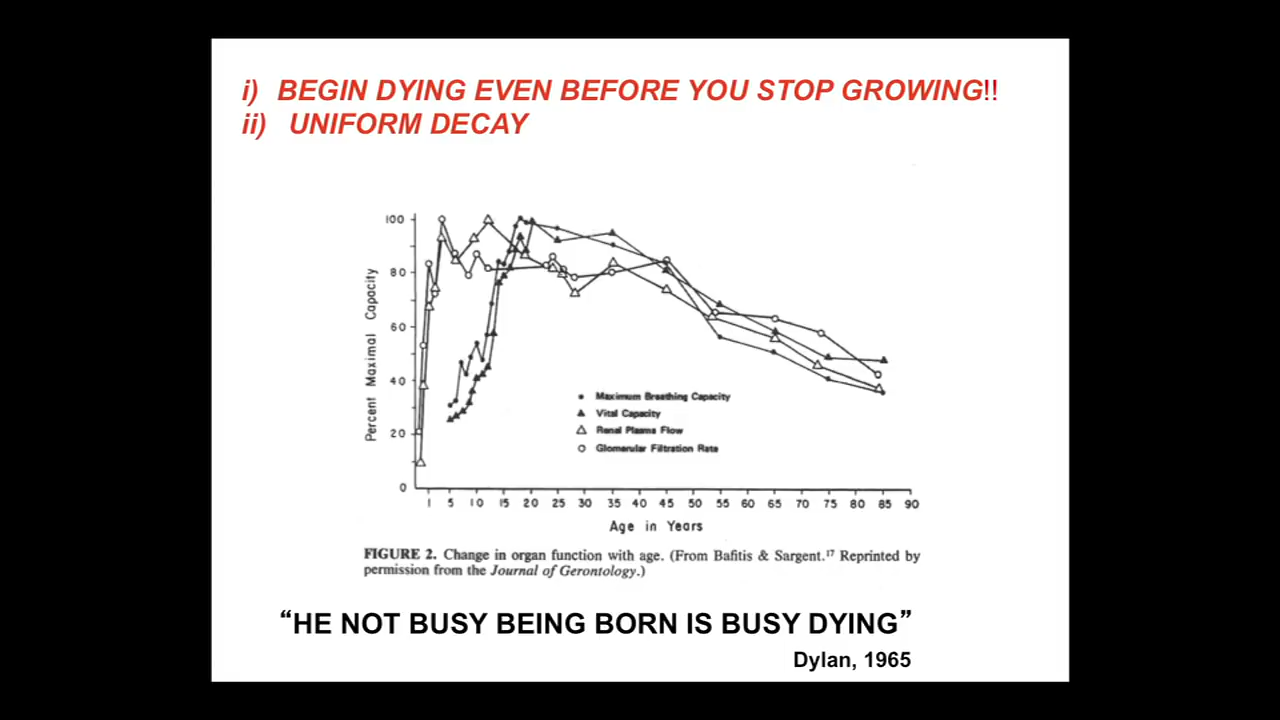 i) BEGIN DYING EVEN BEFORE YOU STOP GROWING!!
ii) UNIFORM DECAY
Percent Maximal Capacity
100
80
60
40
20
0
Maximum Breathing Capacity
Vital Capacity
Renal Plasma Flow
Glomerular Filtration Rate
1 5 10 15 20 25 30 35 40 45 50 55 60 65 70 75 80 85 90
Age in Years
FIGURE 2. Change in organ function with age. (From Bafitis & Sargent.17 Reprinted by
permission from the Journal of Gerontology.)
“HE NOT BUSY BEING BORN IS BUSY DYING”
Dylan, 1965